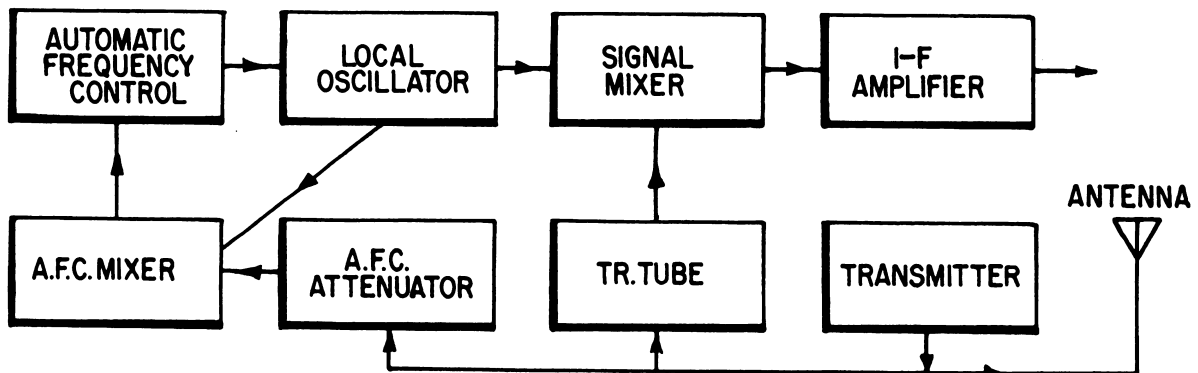 AUTOMATIC
FREQUENCY
CONTROL
LOCAL
OSCILLATOR
SIGNAL
MIXER
I-F
AMPLIFIER
ANTENNA
A.F.C. MIXER
A.F.C.
ATTENUATOR
TR. TUBE
TRANSMITTER